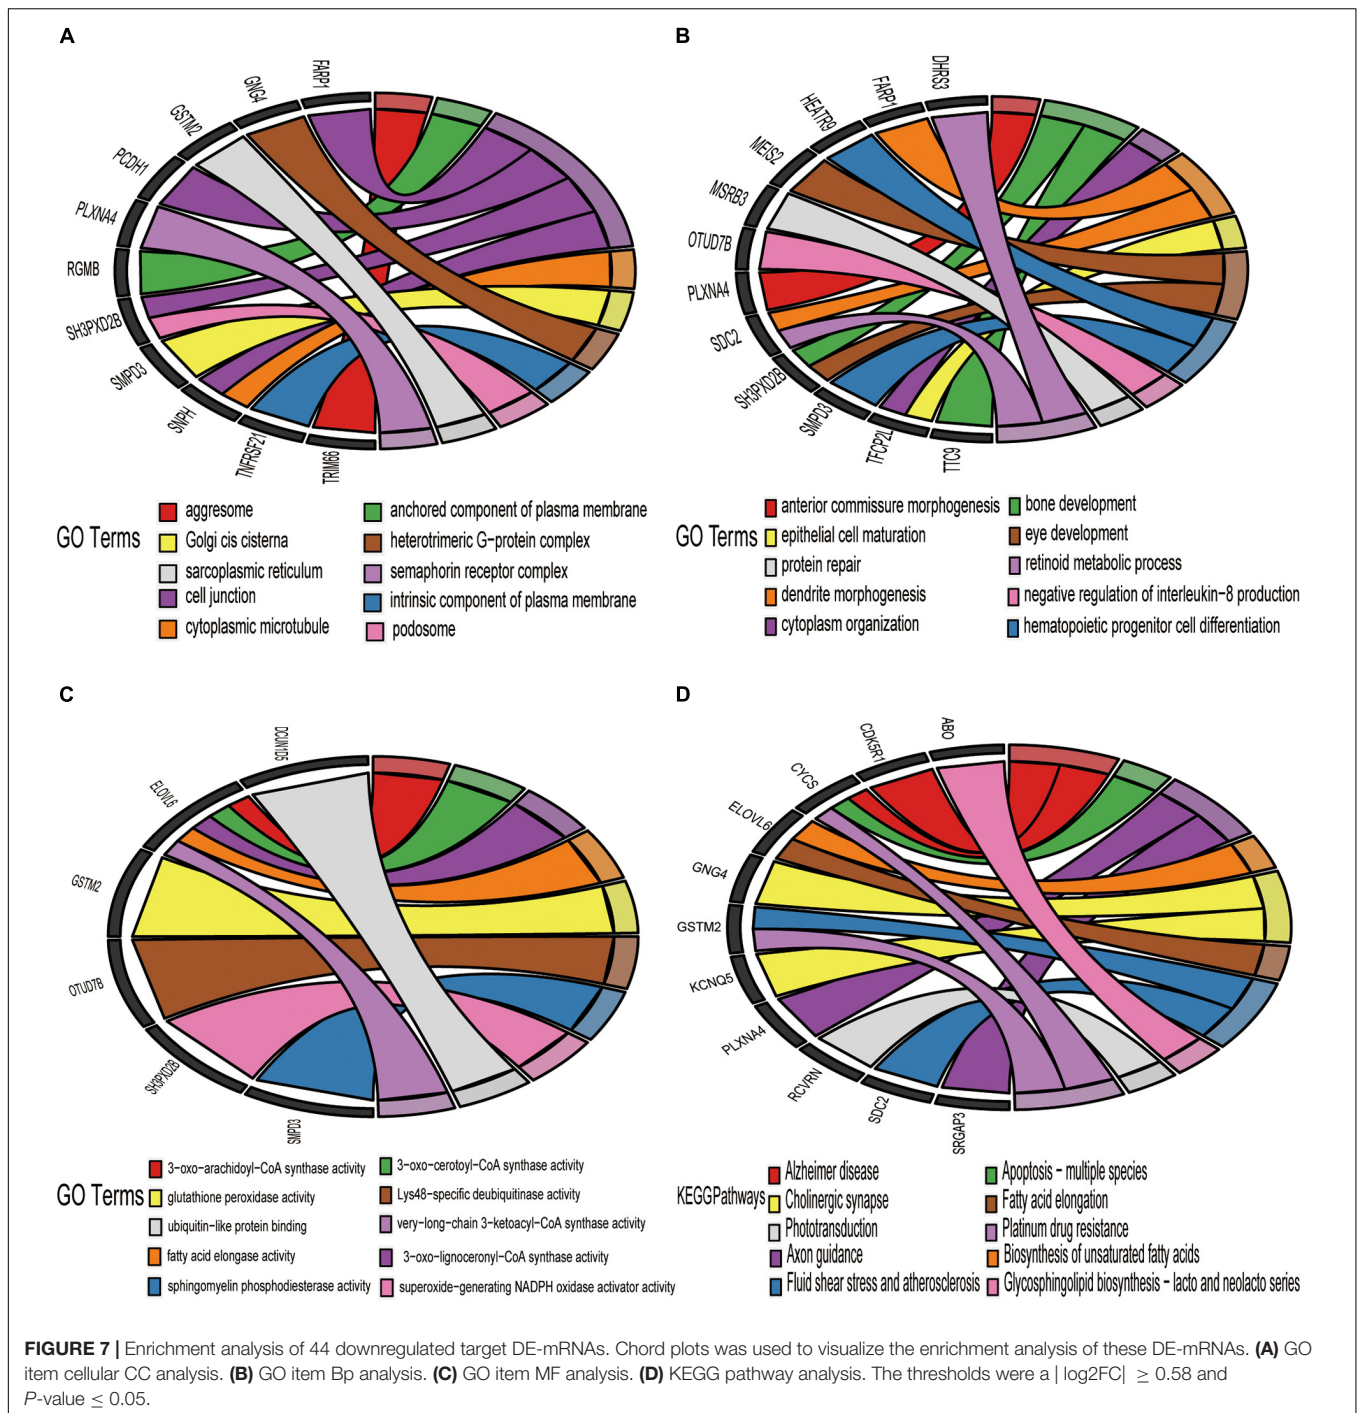 A
FARP1
GNG4
GSTM2
PCDH1
PLXNA4
RGMB
SH3PXD2B
SMPD3
SNPH
TNFRSF21
TRIM66
GO Terms
aggresome
Golgi cis cisterna
sarcoplasmic reticulum
cell junction
cytoplasmic microtubule
anchored component of plasma membrane
heterotrimeric G−protein complex
semaphorin receptor complex
intrinsic component of plasma membrane
podosome
B
DHRS3
FARP1
HEATR9
MEIS2
MSRB3
OTUD7B
PLXNA4
SDC2
SH3PXD2B
SMPD3
TFCP2L
TTC9
GO Terms
anterior commissure morphogenesis
epithelial cell maturation
protein repair
dendrite morphogenesis
cytoplasm organization
bone development
eye development
retinoid metabolic process
negative regulation of interleukin−8 production
hematopoietic progenitor cell differentiation
C
DCUN1D5
ELOVL6
GSTM2
OTUD7B
SH3PXD2B
SMPD3
GO Terms
3−oxo−arachidoyl−CoA synthase activity
glutathione peroxidase activity
ubiquitin−like protein binding
fatty acid elongase activity
sphingomyelin phosphodiesterase activity
3−oxo−cerotoyl−CoA synthase activity
Lys48−specific deubiquitinase activity
very−long−chain 3−ketoacyl−CoA synthase activity
3−oxo−lignoceronyl−CoA synthase activity
superoxide−generating NADPH oxidase activator activity
D
ABO
CDK5R1
CYCS
ELOVL6
GNG4
GSTM2
KCNQ5
PLXNA4
RCVRN
SDC2
SRGAP3
KEGGPathways
Alzheimer disease
Cholinergic synapse
Phototransduction
Axon guidance
Fluid shear stress and atherosclerosis
Apoptosis − multiple species
Fatty acid elongation
Platinum drug resistance
Biosynthesis of unsaturated fatty acids
Glycosphingolipid biosynthesis − lacto and neolacto series
FIGURE 7 | Enrichment analysis of 44 downregulated target DE-mRNAs. Chord plots was used to visualize the enrichment analysis of these DE-mRNAs. (A) GO
item cellular CC analysis. (B) GO item Bp analysis. (C) GO item MF analysis. (D) KEGG pathway analysis. The thresholds were a | log2FC| ≥ 0.58 and
P-value ≤ 0.05.